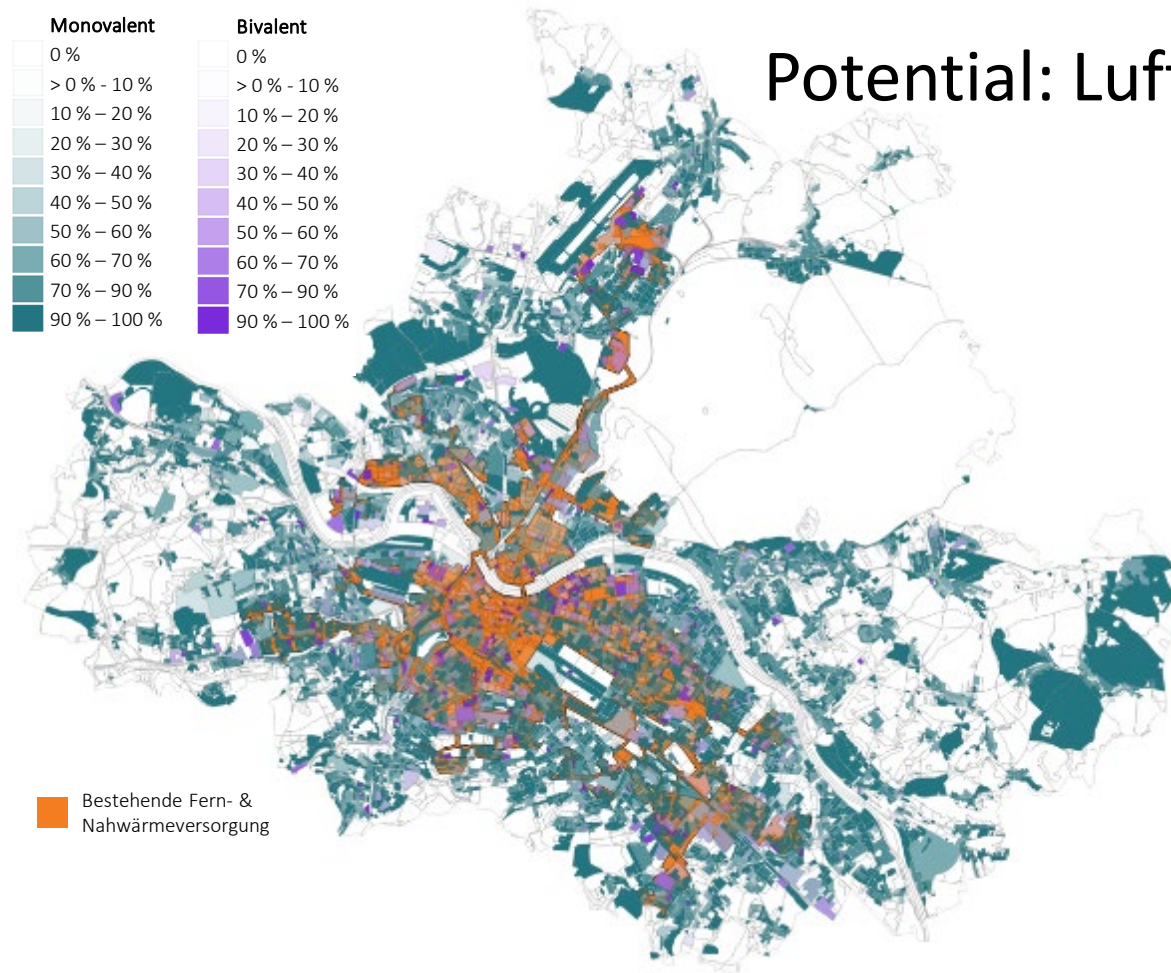 Potential: Luft
Monovalent
0 %
> 0 % - 10 %
10 % – 20 %
20 % – 30 %
30 % – 40 %
40 % – 50 %
50 % – 60 %
60 % – 70 %
70 % – 90 %
90 % – 100 %
Bivalent
0 %
> 0 % - 10 %
10 % – 20 %
20 % – 30 %
30 % – 40 %
40 % – 50 %
50 % – 60 %
60 % – 70 %
70 % – 90 %
90 % – 100 %
Bestehende Fern- &
Nahwärmeversorgung